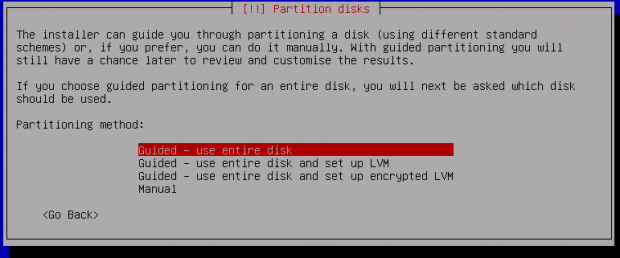 [!!] Partition disks
The installer can guide you through partitioning a disk (using different standard
schemes) or, if you prefer, you can do it manually. With guided partitioning you will
still have a chance later to review and customise the results.
If you choose guided partitioning for an entire disk, you will next be asked which disk
should be used.
Partitioning method:
Guided - use entire disk
Guided - use entire disk and set up LVM
Guided - use entire disk and set up encrypted LVM
Manual
<Go Back>